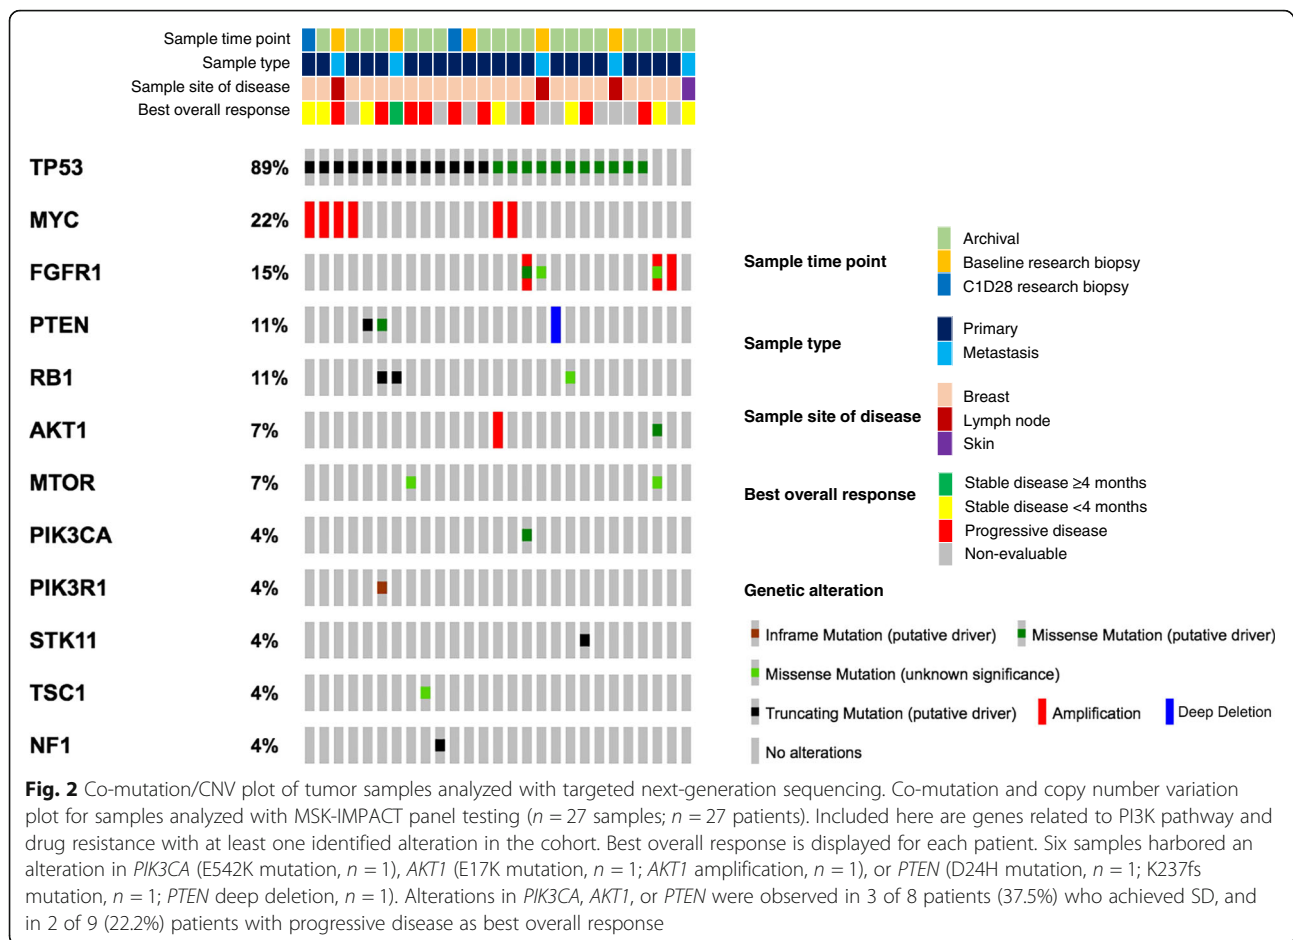 Sample time point
Sample type
Sample site of disease
Best overall response
TP53 89%
MYC 22%
FGFR1 15%
PTEN 11%
RB1 11%
AKT1 7%
MTOR 7%
PIK3CA 4%
PIK3R1 4%
STK11 4%
TSC1 4%
NF1 4%
Sample time point
Archival
Baseline research biopsy
C1D28 research biopsy
Sample type
Primary
Metastasis
Sample site of disease
Breast
Lymph node
Skin
Best overall response
Stable disease ≥4 months
Stable disease <4 months
Progressive disease
Non-evaluable
Genetic alteration
Inframe Mutation (putative driver) Missense Mutation (putative driver)
Missense Mutation (unknown significance)
Truncating Mutation (putative driver) Amplification Deep Deletion
No alterations
Fig. 2 Co-mutation/CNV plot of tumor samples analyzed with targeted next-generation sequencing. Co-mutation and copy number variation
plot for samples analyzed with MSK-IMPACT panel testing (n = 27 samples; n = 27 patients). Included here are genes related to PI3K pathway and
drug resistance with at least one identified alteration in the cohort. Best overall response is displayed for each patient. Six samples harbored an
alteration in PIK3CA (E542K mutation, n = 1), AKT1 (E17K mutation, n = 1; AKT1 amplification, n = 1), or PTEN (D24H mutation, n = 1; K237fs
mutation, n = 1; PTEN deep deletion, n = 1). Alterations in PIK3CA, AKT1, or PTEN were observed in 3 of 8 patients (37.5%) who achieved SD, and
in 2 of 9 (22.2%) patients with progressive disease as best overall response